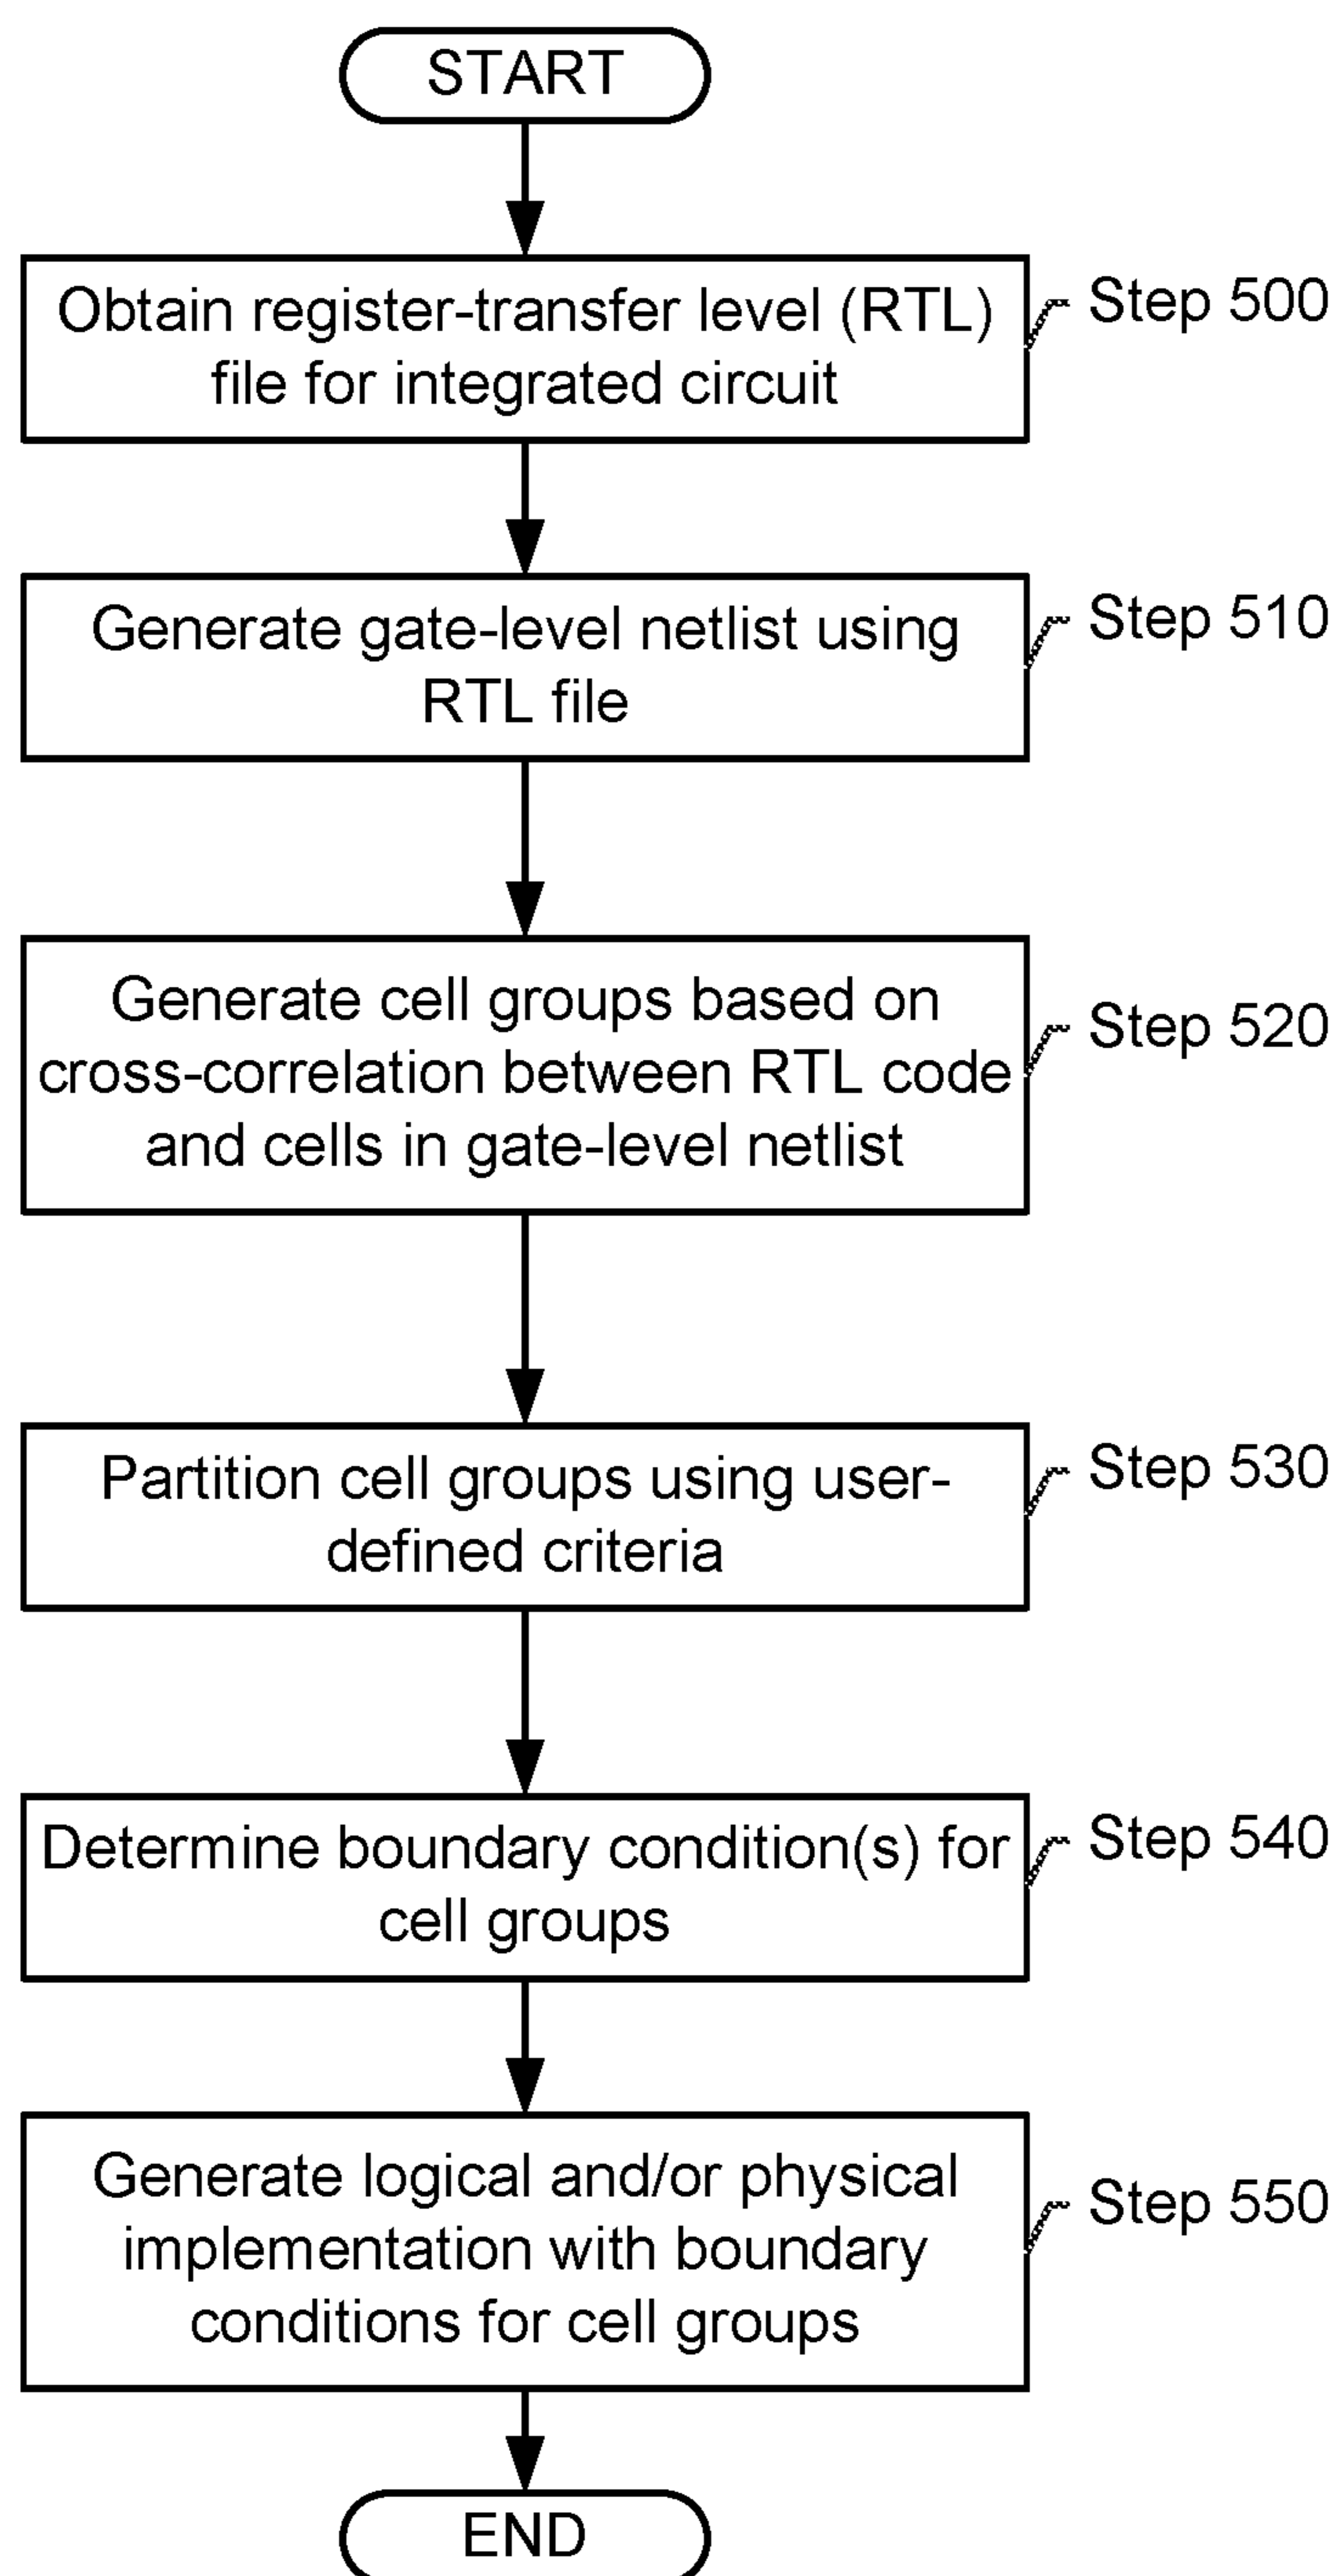 START
Obtain register-transfer level (RTL)
file for integrated circuit
Step 500
Generate gate-level netlist using
RTL file
Step 510
Generate cell groups based on
cross-correlation between RTL code
and cells in gate-level netlist
Step 520
Partition cell groups using user-
defined criteria
Step 530
Determine boundary condition(s) for
cell groups
Step 540
Generate logical and/or physical
implementation with boundary
conditions for cell groups
Step 550
END